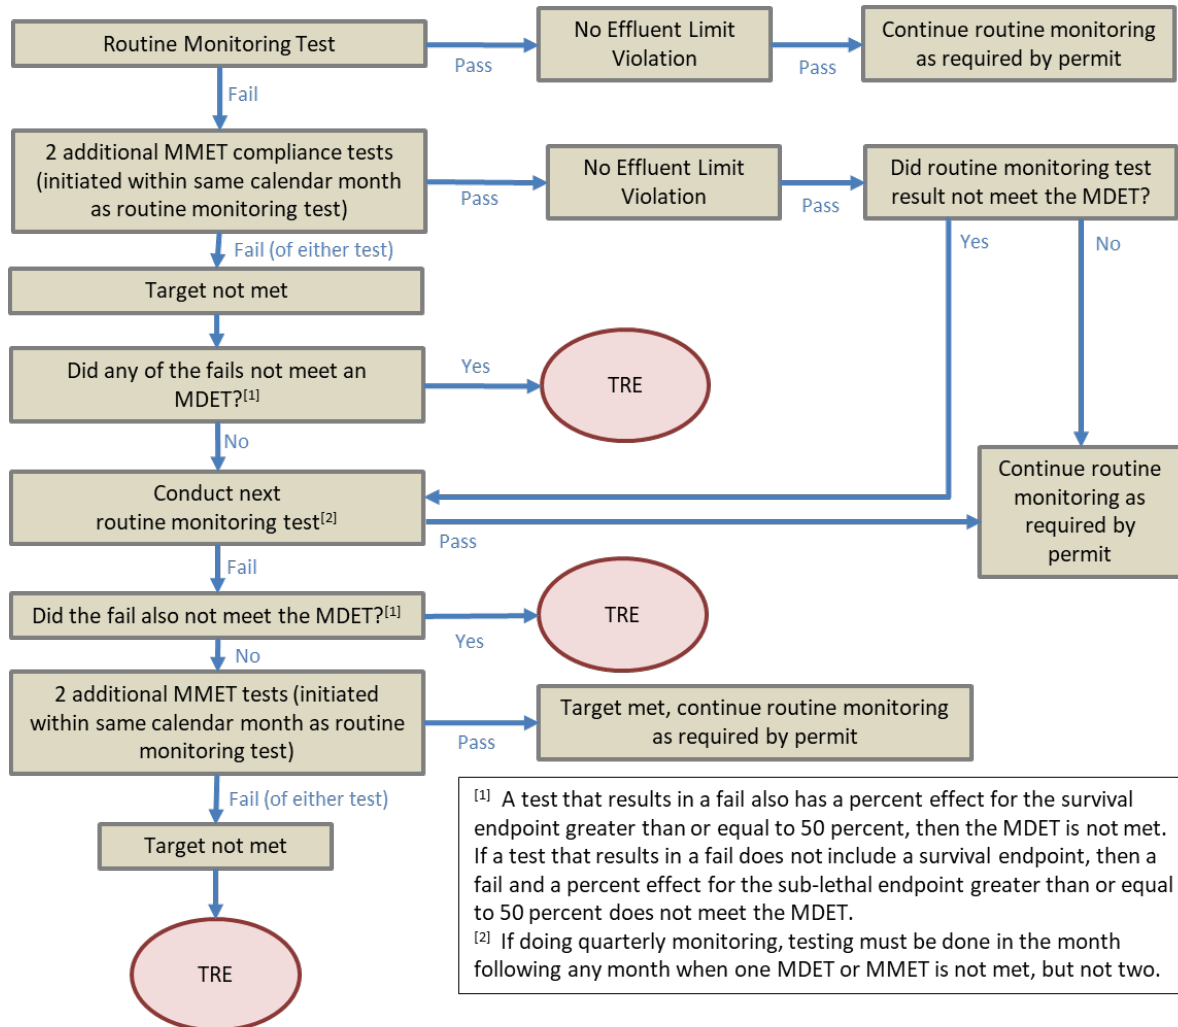 Routine Monitoring Test
Pass
No Effluent Limit
Violation
Pass
Continue routine monitoring
as required by permit
Fail
2 additional MMET compliance tests
(initiated within same calendar month
as routine monitoring test)
Pass
No Effluent Limit
Violation
Pass
Did routine monitoring test
result not meet the MDET?
Yes
No
Fail (of either test)
Target not met
Did any of the fails not meet an
MDET?[1]
Yes
TRE
No
Conduct next
routine monitoring test[2]
Pass
Continue routine
monitoring as
required by
permit
Fail
Did the fail also not meet the MDET?[1]
Yes
TRE
No
2 additional MMET tests (initiated
within same calendar month as routine
monitoring test)
Pass
Target met, continue routine monitoring
as required by permit
Fail (of either test)
Target not met
TRE
[1] A test that results in a fail also has a percent effect for the survival
endpoint greater than or equal to 50 percent, then the MDET is not met.
If a test that results in a fail does not include a survival endpoint, then a
fail and a percent effect for the sub-lethal endpoint greater than or equal
to 50 percent does not meet the MDET.
[2] If doing quarterly monitoring, testing must be done in the month
following any month when one MDET or MMET is not met, but not two.